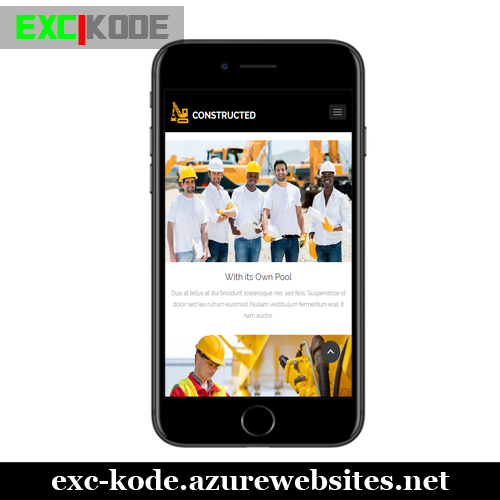 EXC|KODE
CONSTRUCTED
With its Own Pool
Duis at tellus at dui tincidunt scelerisque nec sed felis. Suspendisse id
dolor sed leo rutrum euismod. Nullam vestibulum fermentum erat. It
nam auctor
exc-kode.azurewebsites.net